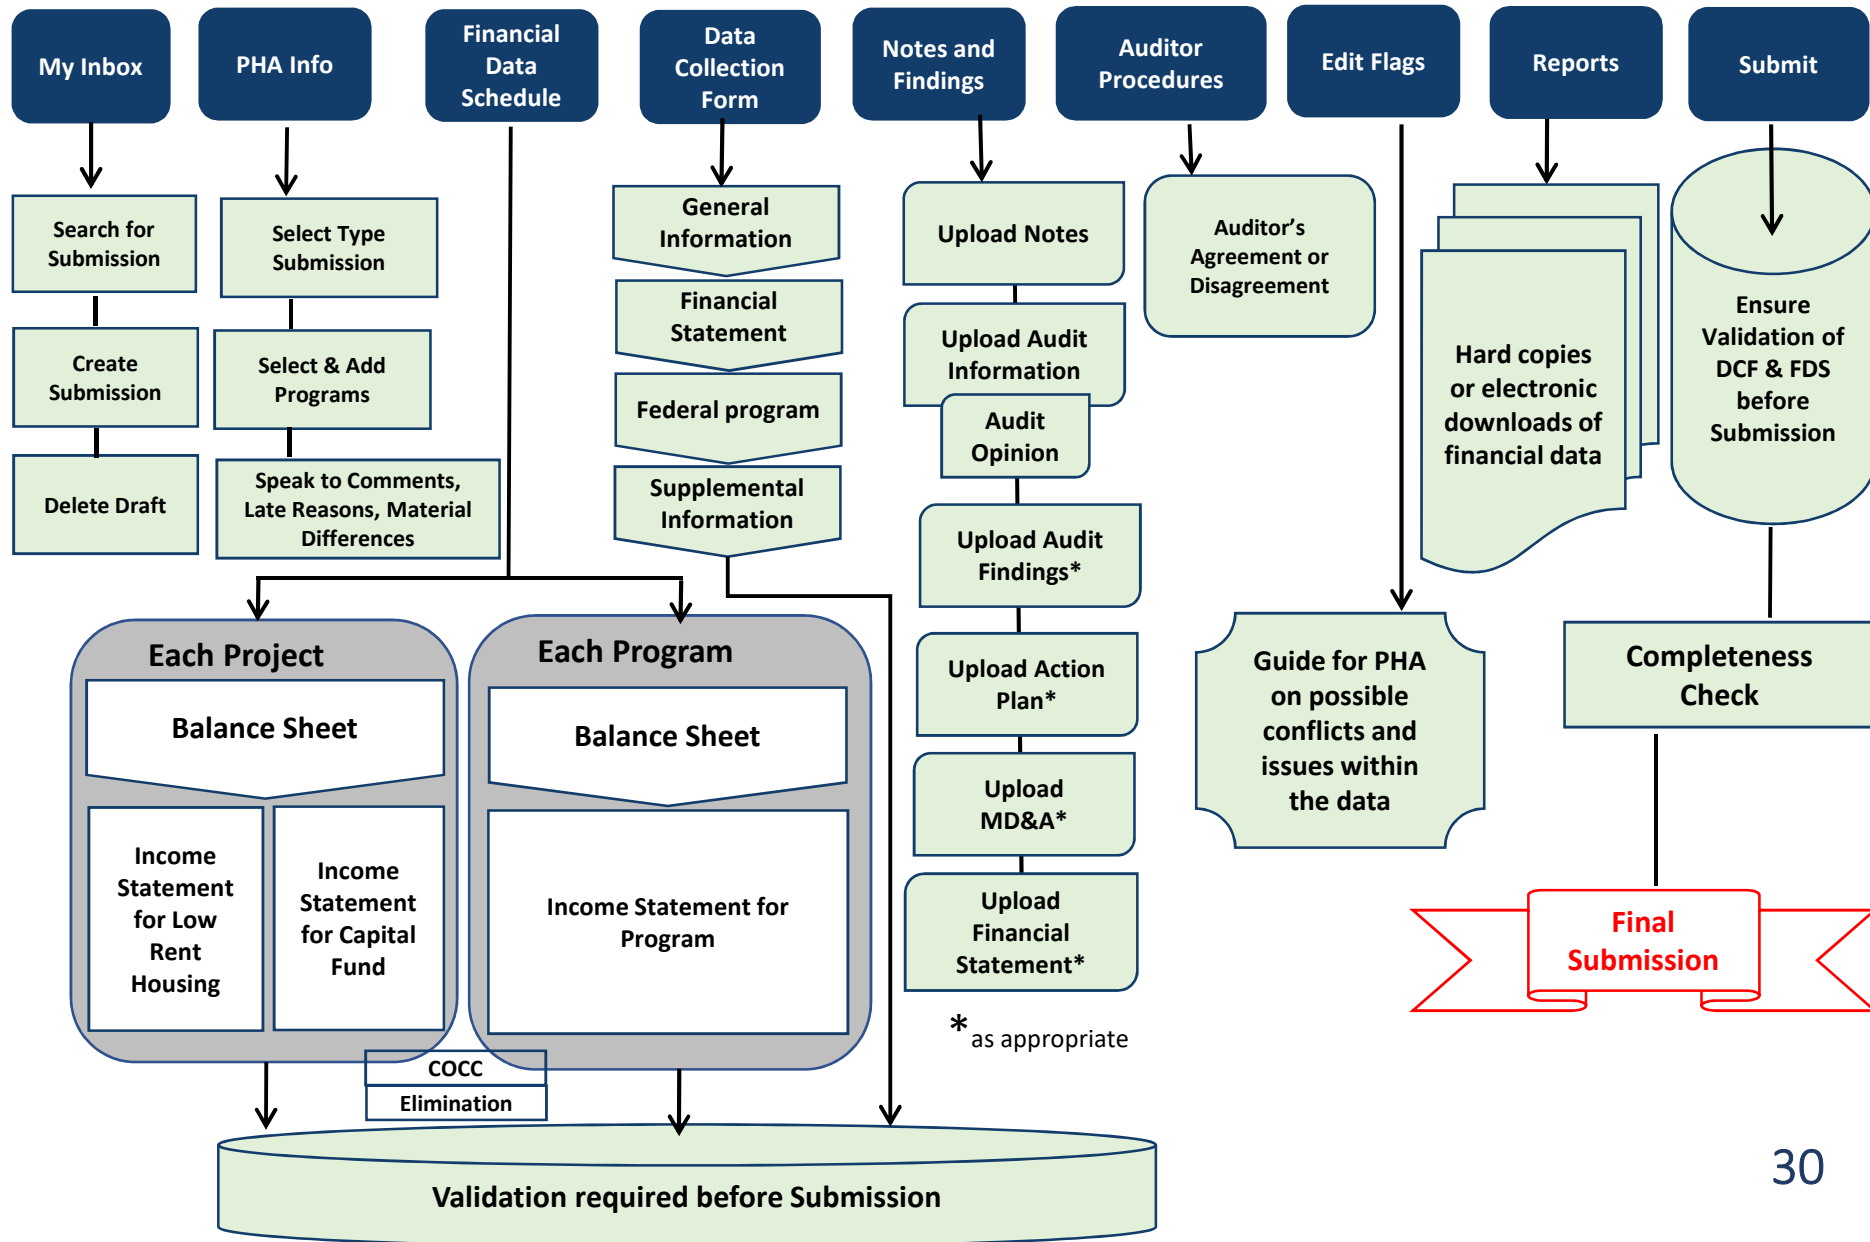 My Inbox
PHA Info
Financial
Data
Schedule
Data
Collection
Form
Notes and
Findings
Auditor
Procedures
Edit Flags
Reports
Submit
Search for
Submission
Create
Submission
Delete Draft
Select Type
Submission
Select & Add
Programs
Speak to Comments,
Late Reasons, Material
Differences
General
Information
Financial
Statement
Federal program
Supplemental
Information
Upload Notes
Upload Audit
Information
Audit
Opinion
Upload Audit
Findings*
Upload Action
Plan*
Upload
MD&A*
Upload
Financial
Statement*
*as appropriate
Auditor's
Agreement or
Disagreement
Guide for PHA
on possible
conflicts and
issues within
the data
Hard copies
or electronic
downloads of
financial data
Ensure
Validation of
DCF & FDS
before
Submission
Completeness
Check
Final
Submission
Each Project
Balance Sheet
Income
Statement
for Low
Rent
Housing
Income
Statement
for Capital
Fund
Each Program
Balance Sheet
Income Statement for
Program
COCC
Elimination
Validation required before Submission
30